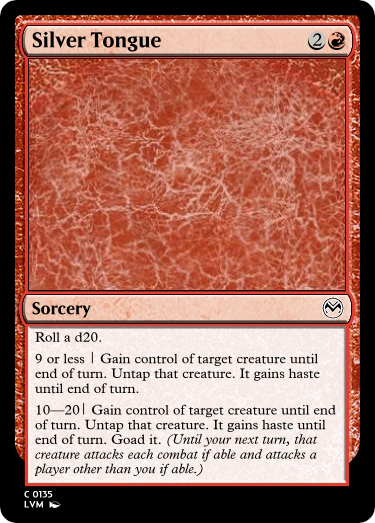 Silver Tongue 2
Sorcery
Roll a d20.
9 or less | Gain control of target creature until
end of turn. Untap that creature. It gains haste
until end of turn.
10—20| Gain control of target creature until end
of turn. Untap that creature. It gains haste until
end of turn. Goad it. (Until your next turn, that
creature attacks each combat if able and attacks a
player other than you if able.)
C 0135
LVM